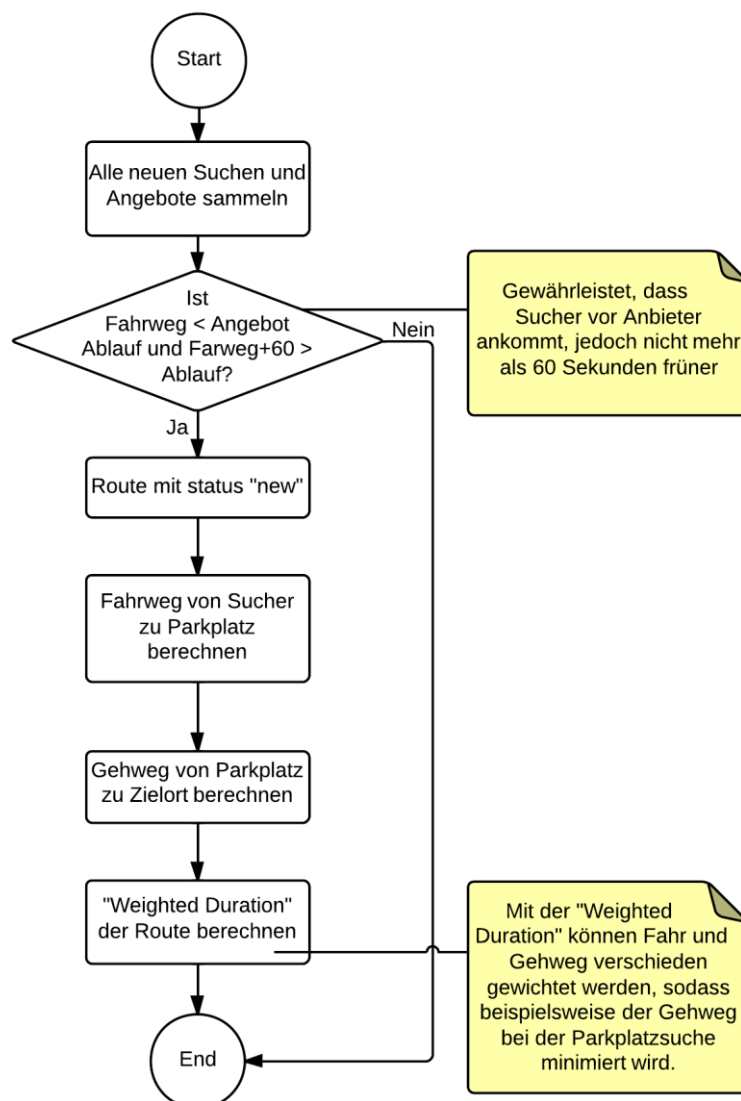 Start
Alle neuen Suchen und
Angebote sammeln
Ist
Fahrweg < Angebot
Ablauf und Farweg+60 >
Ablauf?
Nein
Gewährleistet, dass
Sucher vor Anbieter
ankommt, jedoch nicht mehr
als 60 Sekunden früner
Ja
Route mit status "new"
Fahrweg von Sucher
zu Parkplatz
berechnen
Gehweg von Parkplatz
zu Zielort berechnen
"Weighted Duration"
der Route berechnen
Mit der "Weighted
Duration" können Fahr und
Gehweg verschieden
gewichtet werden, sodass
beispielsweise der Gehweg
bei der Parkplatzsuche
minimiert wird.
End